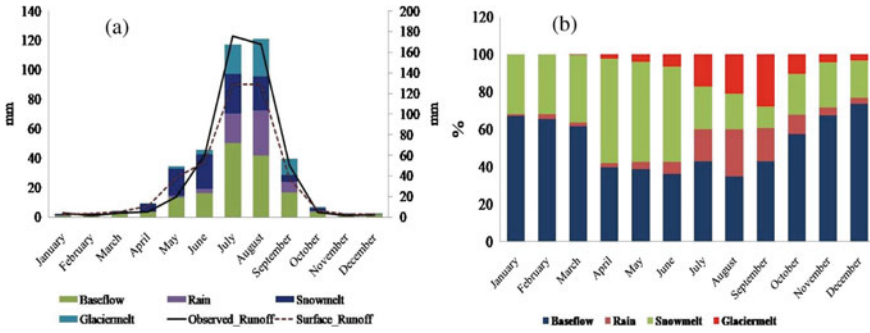 (a)
140
120
100
80
60
40
20
0
mm
200
180
160
140
120
100
80
60
40
20
0
mm
January
February
March
April
May
June
July
August
September
October
November
December
Baseflow
Rain
Snowmelt
Glaciermelt
Observed_Runoff
Surface_Runoff
(b)
120
100
80
60
40
20
0
%
January
February
March
April
May
June
July
August
September
October
November
December
Baseflow
Rain
Snowmelt
Glaciermelt